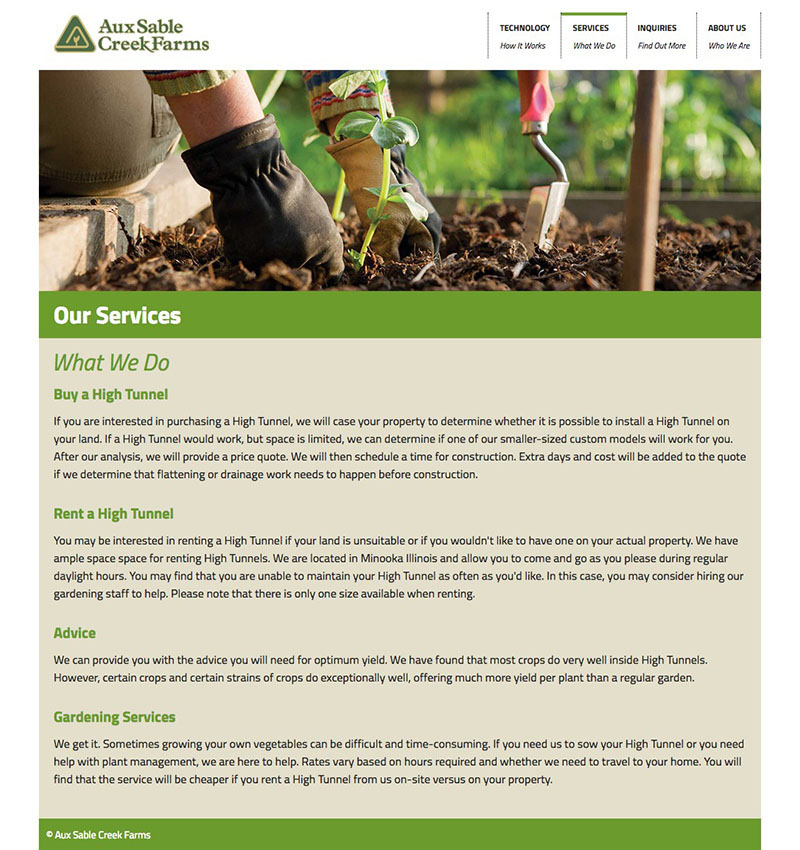 Aux Sable
Creek Farms
TECHNOLOGY
How It Works
SERVICES
What We Do
INQUIRIES
Find Out More
ABOUT US
Who We Are
Our Services
What We Do
Buy a High Tunnel
If you are interested in purchasing a High Tunnel, we will case your property to determine whether it is possible to install a High Tunnel on
your land. If a High Tunnel would work, but space is limited, we can determine if one of our smaller-sized custom models will work for you.
After our analysis, we will provide a price quote. We will then schedule a time for construction. Extra days and cost will be added to the quote
if we determine that flattening or drainage work needs to happen before construction.
Rent a High Tunnel
You may be interested in renting a High Tunnel if your land is unsuitable or if you wouldn't like to have one on your actual property. We have
ample space space for renting High Tunnels. We are located in Minooka Illinois and allow you to come and go as you please during regular
daylight hours. You may find that you are unable to maintain your High Tunnel as often as you'd like. In this case, you may consider hiring our
gardening staff to help. Please note that there is only one size available when renting.
Advice
We can provide you with the advice you will need for optimum yield. We have found that most crops do very well inside High Tunnels.
However, certain crops and certain strains of crops do exceptionally well, offering much more yield per plant than a regular garden.
Gardening Services
We get it. Sometimes growing your own vegetables can be difficult and time-consuming. If you need us to sow your High Tunnel or you need
help with plant management, we are here to help. Rates vary based on hours required and whether we need to travel to your home. You will
find that the service will be cheaper if you rent a High Tunnel from us on-site versus on your property.
© Aux Sable Creek Farms